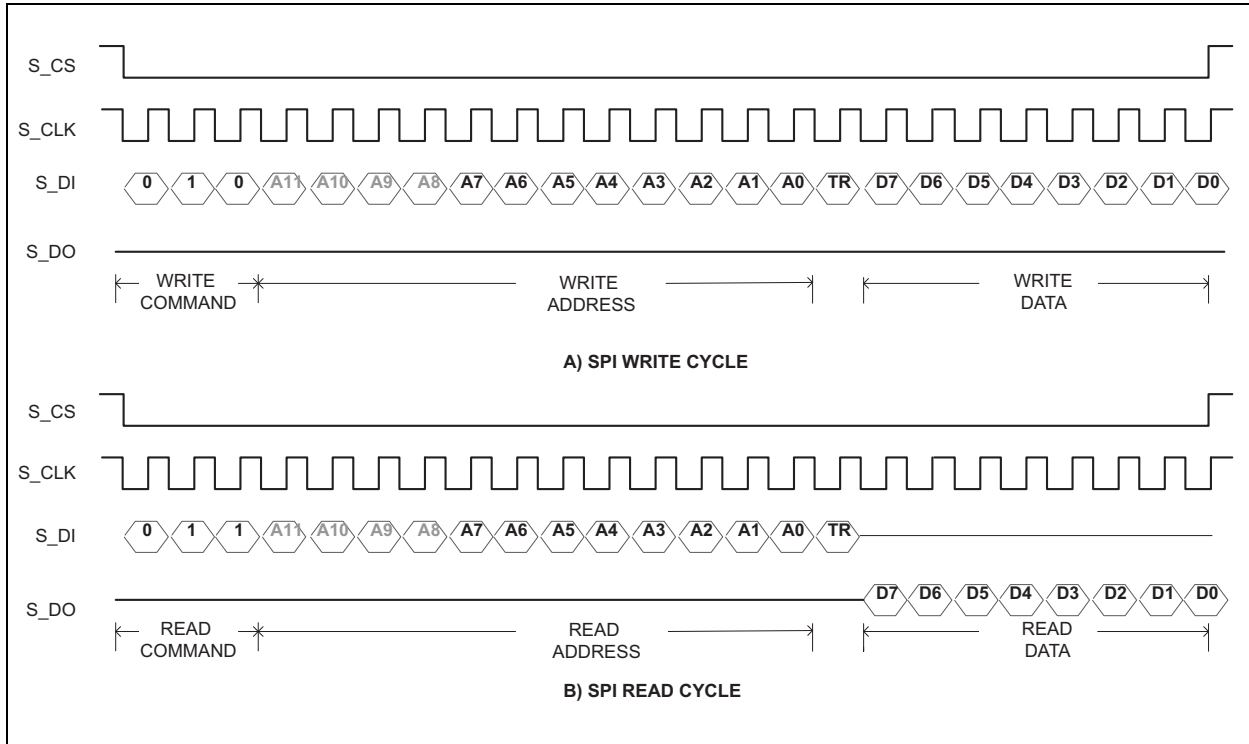 S_CS
S_CLK
S_DI 0 1 0 A11 A10 A9 A8 A7 A6 A5 A4 A3 A2 A1 A0 TR D7 D6 D5 D4 D3 D2 D1 D0
S_DO
WRITE COMMAND
WRITE ADDRESS
WRITE DATA
A) SPI WRITE CYCLE
S_CS
S_CLK
S_DI 0 1 1 A11 A10 A9 A8 A7 A6 A5 A4 A3 A2 A1 A0 TR
S_DO D7 D6 D5 D4 D3 D2 D1 D0
READ COMMAND
READ ADDRESS
READ DATA
B) SPI READ CYCLE